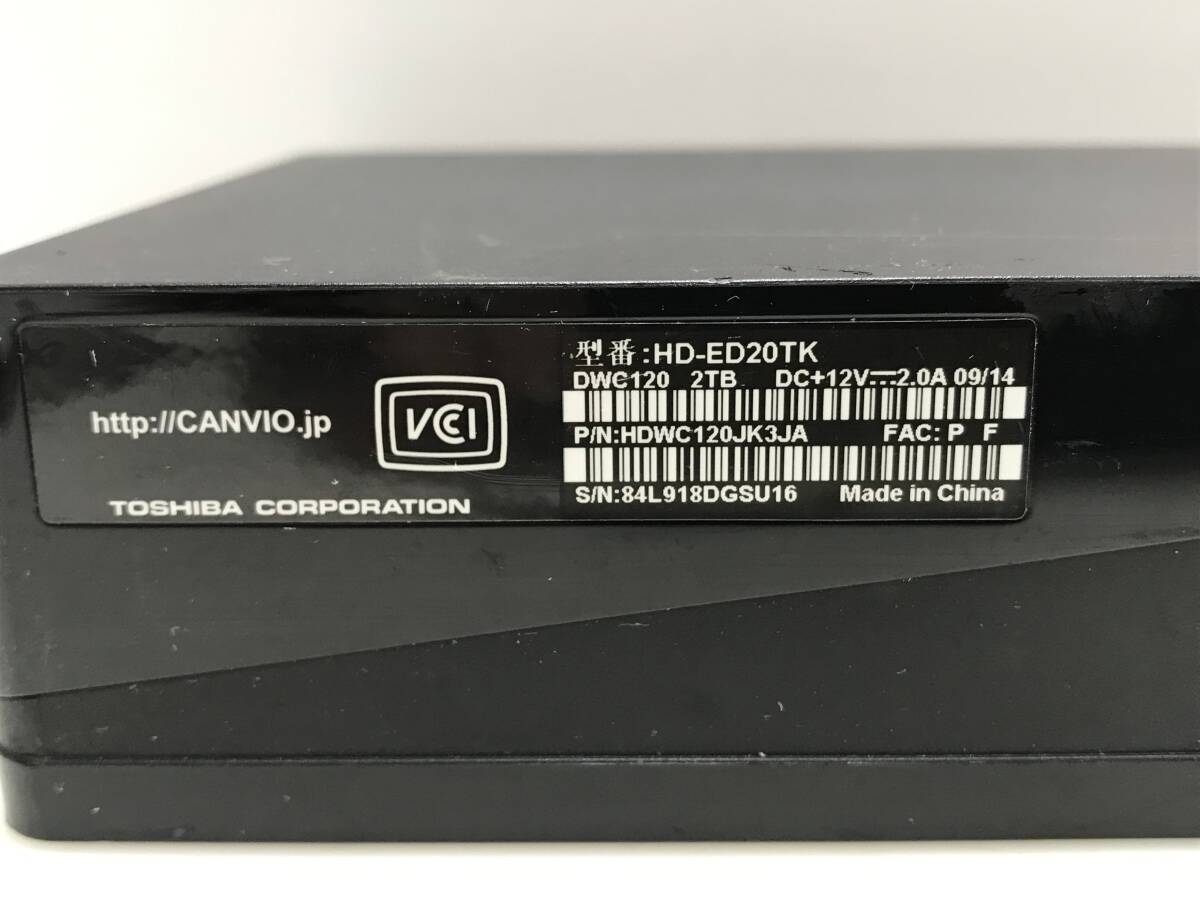 http://CANVIO.jp
VCCI
TOSHIBA CORPORATION
型番:HD-ED20TK
DWC120 2TB DC+12V⎓2.0A 09/14
P/N:HDWC120JK3JA FAC: P F
S/N:84L918DGSU16 Made in China